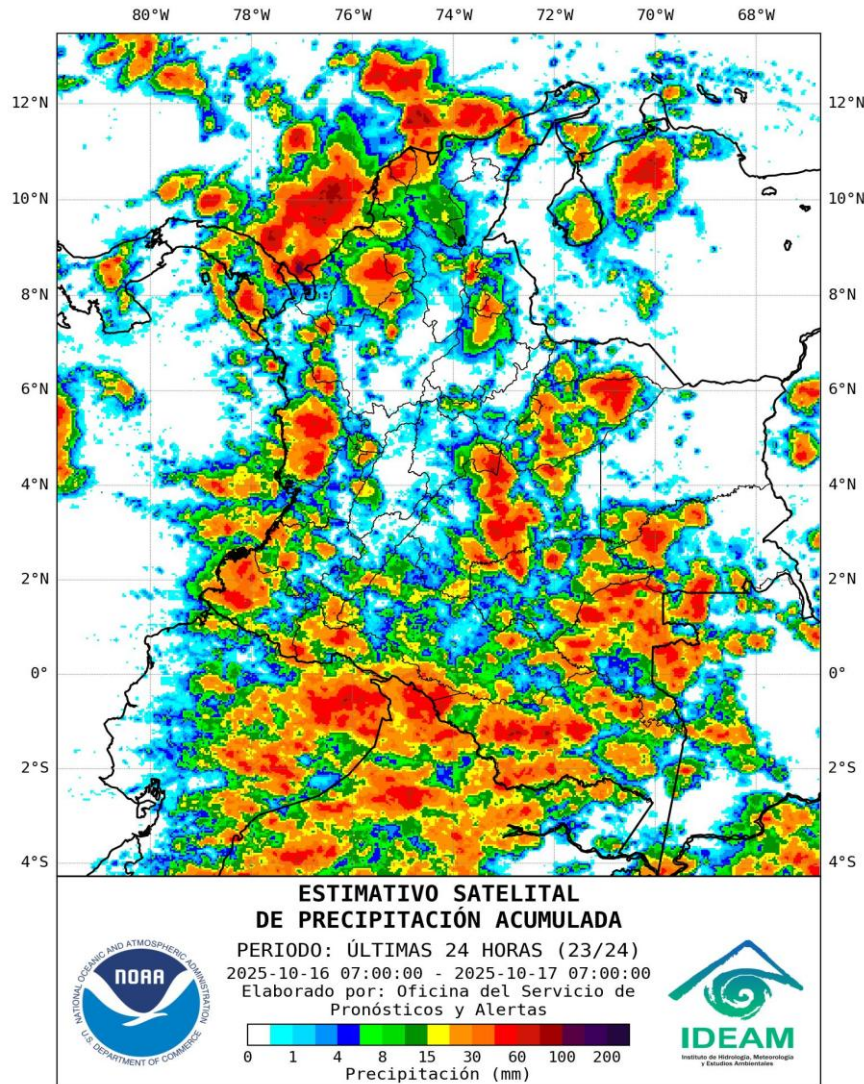 80°W 78°W 76°W 74°W 72°W 70°W 68°W
12°N 12°N
10°N 10°N
8°N 8°N
6°N 6°N
4°N 4°N
2°N 2°N
0° 0°
2°S 2°S
4°S 4°S
ESTIMATIVO SATELITAL
DE PRECIPITACIÓN ACUMULADA
PERIODO: ÚLTIMAS 24 HORAS (23/24)
2025-10-16 07:00:00 - 2025-10-17 07:00:00
Elaborado por: Oficina del Servicio de
Pronósticos y Alertas
0 1 4 8 15 30 60 100 200
Precipitación (mm)
NATIONAL OCEANIC AND ATMOSPHERIC ADMINISTRATION
NOAA
U.S. DEPARTMENT OF COMMERCE
IDEAM
Instituto de Hidrología, Meteorología
y Estudios Ambientales